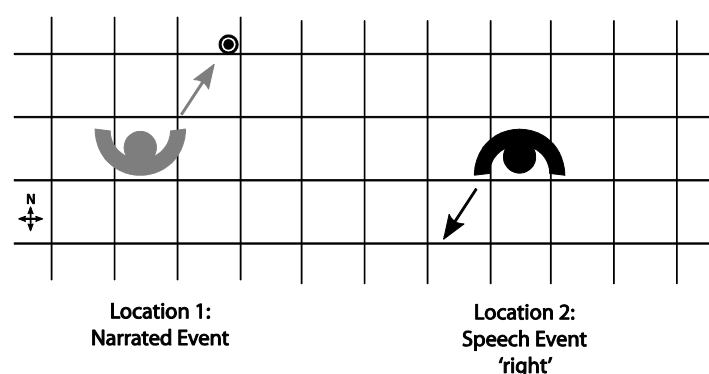 N
Location 1:
Narrated Event
Location 2:
Speech Event
'right'